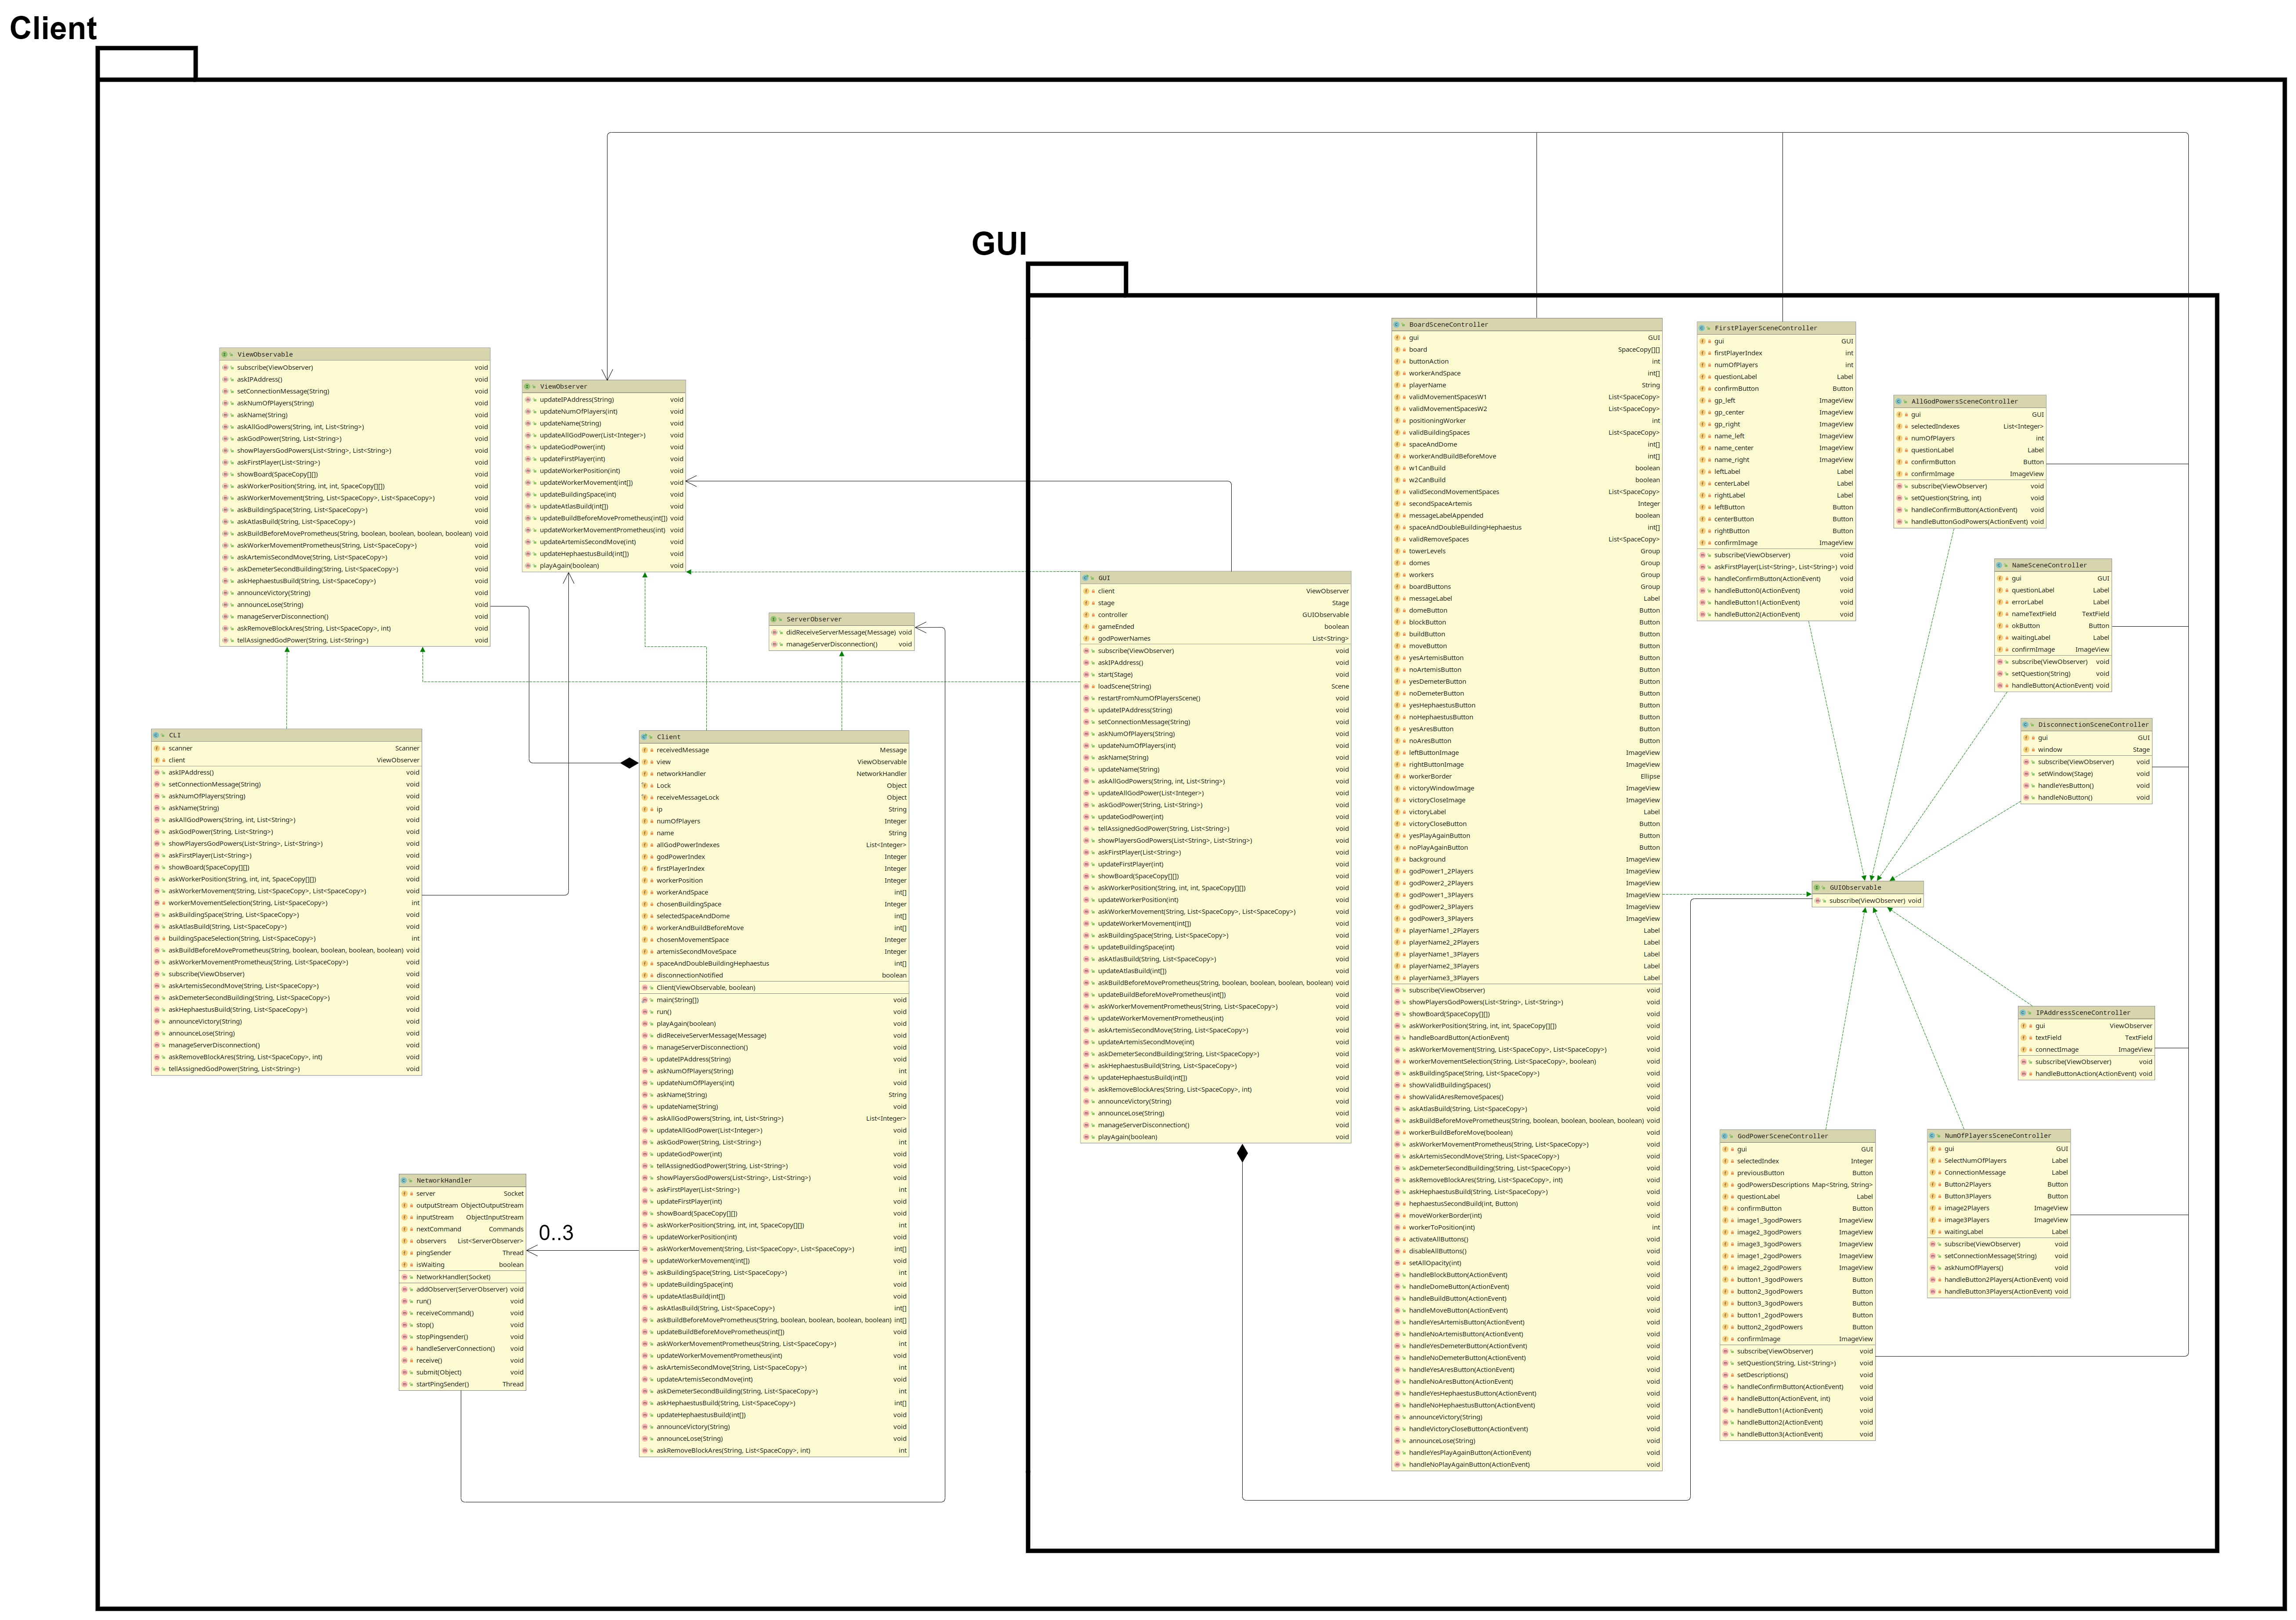 Client
GUI
ViewObservable
subscribe(ViewObserver) void
askIPAddress() void
setConnectionMessage(String) void
askNumOfPlayers(String) void
askName(String) void
askAllGodPowers(String, int, List<String>) void
askGodPower(String, List<String>) void
showPlayersGodPowers(List<String>, List<String>) void
askFirstPlayer(List<String>) void
showBoard(SpaceCopy[][]) void
askWorkerPosition(String, int, int, SpaceCopy[][]) void
askWorkerMovement(String, List<SpaceCopy>, List<SpaceCopy>) void
askBuildingSpace(String, List<SpaceCopy>) void
askAtlasBuild(String, List<SpaceCopy>) void
askBuildBeforeMovePrometheus(String, boolean, boolean, boolean, boolean) void
askWorkerMovementPrometheus(String, List<SpaceCopy>) void
askArtemisSecondMove(String, List<SpaceCopy>) void
askDemeterSecondBuilding(String, List<SpaceCopy>) void
askHephaestusBuild(String, List<SpaceCopy>) void
announceVictory(String) void
announceLose(String) void
manageServerDisconnection() void
askRemoveBlockAres(String, List<SpaceCopy>, int) void
tellAssignedGodPower(String, List<String>) void
ViewObserver
updateIPAddress(String) void
updateNumOfPlayers(int) void
updateName(String) void
updateAllGodPower(List<Integer>) void
updateGodPower(int) void
updateFirstPlayer(int) void
updateWorkerPosition(int) void
updateWorkerMovement(int[]) void
updateBuildingSpace(int) void
updateAtlasBuild(int[]) void
updateBuildBeforeMovePrometheus(int[]) void
updateWorkerMovementPrometheus(int) void
updateArtemisSecondMove(int) void
updateHephaestusBuild(int[]) void
playAgain(boolean) void
ServerObserver
didReceiveServerMessage(Message) void
manageServerDisconnection() void
CLI
scanner Scanner
client ViewObserver
askIPAddress() void
setConnectionMessage(String) void
askNumOfPlayers(String) void
askName(String) void
askAllGodPowers(String, int, List<String>) void
askGodPower(String, List<String>) void
showPlayersGodPowers(List<String>, List<String>) void
askFirstPlayer(List<String>) void
showBoard(SpaceCopy[][]) void
askWorkerPosition(String, int, int, SpaceCopy[][]) void
askWorkerMovement(String, List<SpaceCopy>, List<SpaceCopy>) void
workerMovementSelection(String, List<SpaceCopy>) int
askBuildingSpace(String, List<SpaceCopy>) void
askAtlasBuild(String, List<SpaceCopy>) void
buildingSpaceSelection(String, List<SpaceCopy>) int
askBuildBeforeMovePrometheus(String, boolean, boolean, boolean, boolean) void
askWorkerMovementPrometheus(String, List<SpaceCopy>) void
subscribe(ViewObserver) void
askArtemisSecondMove(String, List<SpaceCopy>) void
askDemeterSecondBuilding(String, List<SpaceCopy>) void
askHephaestusBuild(String, List<SpaceCopy>) void
announceVictory(String) void
announceLose(String) void
manageServerDisconnection() void
askRemoveBlockAres(String, List<SpaceCopy>, int) void
tellAssignedGodPower(String, List<String>) void
Client
receivedMessage Message
view ViewObservable
networkHandler NetworkHandler
Lock Object
receiveMessageLock Object
ip String
numOfPlayers Integer
name String
allGodPowerIndexes List<Integer>
godPowerIndex Integer
firstPlayerIndex Integer
workerPosition Integer
workerAndSpace int[]
chosenBuildingSpace Integer
selectedSpaceAndDome int[]
workerAndBuildBeforeMove int[]
chosenMovementSpace Integer
artemisSecondMoveSpace Integer
spaceAndDoubleBuildingHephaestus int[]
disconnectionNotified boolean
Client(ViewObservable, boolean)
main(String[]) void
run() void
playAgain(boolean) void
didReceiveServerMessage(Message) void
manageServerDisconnection() void
updateIPAddress(String) void
askNumOfPlayers(String) int
updateNumOfPlayers(int) void
askName(String) String
updateName(String) void
askAllGodPowers(String, int, List<String>) List<Integer>
updateAllGodPower(List<Integer>) void
askGodPower(String, List<String>) int
updateGodPower(int) void
tellAssignedGodPower(String, List<String>) void
showPlayersGodPowers(List<String>, List<String>) void
askFirstPlayer(List<String>) int
updateFirstPlayer(int) void
showBoard(SpaceCopy[][]) void
askWorkerPosition(String, int, int, SpaceCopy[][]) int
updateWorkerPosition(int) void
askWorkerMovement(String, List<SpaceCopy>, List<SpaceCopy>) int[]
updateWorkerMovement(int[]) void
askBuildingSpace(String, List<SpaceCopy>) int
updateBuildingSpace(int) void
updateAtlasBuild(int[]) void
askAtlasBuild(String, List<SpaceCopy>) int[]
askBuildBeforeMovePrometheus(String, boolean, boolean, boolean, boolean) int[]
updateBuildBeforeMovePrometheus(int[]) void
askWorkerMovementPrometheus(String, List<SpaceCopy>) int
updateWorkerMovementPrometheus(int) void
askArtemisSecondMove(String, List<SpaceCopy>) int
updateArtemisSecondMove(int) void
askDemeterSecondBuilding(String, List<SpaceCopy>) int
askHephaestusBuild(String, List<SpaceCopy>) int[]
updateHephaestusBuild(int[]) void
announceVictory(String) void
announceLose(String) void
askRemoveBlockAres(String, List<SpaceCopy>, int) int
NetworkHandler
server Socket
outputStream ObjectOutputStream
inputStream ObjectInputStream
nextCommand Commands
observers List<ServerObserver>
pingSender Thread
isWaiting boolean
NetworkHandler(Socket)
addObserver(ServerObserver) void
run() void
receiveCommand() void
stop() void
stopPingsender() void
handleServerConnection() void
receive() void
submit(Object) void
startPingSender() Thread
0..3
GUI
client ViewObserver
stage Stage
controller GUIObservable
gameEnded boolean
godPowerNames List<String>
subscribe(ViewObserver) void
askIPAddress() void
start(Stage) void
loadScene(String) Scene
restartFromNumOfPlayersScene() void
updateIPAddress(String) void
setConnectionMessage(String) void
askNumOfPlayers(String) void
updateNumOfPlayers(int) void
askName(String) void
updateName(String) void
askAllGodPowers(String, int, List<String>) void
updateAllGodPower(List<Integer>) void
askGodPower(String, List<String>) void
updateGodPower(int) void
tellAssignedGodPower(String, List<String>) void
showPlayersGodPowers(List<String>, List<String>) void
askFirstPlayer(List<String>) void
updateFirstPlayer(int) void
showBoard(SpaceCopy[][]) void
askWorkerPosition(String, int, int, SpaceCopy[][]) void
updateWorkerPosition(int) void
askWorkerMovement(String, List<SpaceCopy>, List<SpaceCopy>) void
updateWorkerMovement(int[]) void
askBuildingSpace(String, List<SpaceCopy>) void
updateBuildingSpace(int) void
askAtlasBuild(String, List<SpaceCopy>) void
updateAtlasBuild(int[]) void
askBuildBeforeMovePrometheus(String, boolean, boolean, boolean, boolean) void
updateBuildBeforeMovePrometheus(int[]) void
askWorkerMovementPrometheus(String, List<SpaceCopy>) void
updateWorkerMovementPrometheus(int) void
askArtemisSecondMove(String, List<SpaceCopy>) void
updateArtemisSecondMove(int) void
askDemeterSecondBuilding(String, List<SpaceCopy>) void
askHephaestusBuild(String, List<SpaceCopy>) void
updateHephaestusBuild(int[]) void
askRemoveBlockAres(String, List<SpaceCopy>, int) void
announceVictory(String) void
announceLose(String) void
manageServerDisconnection() void
playAgain(boolean) void
BoardSceneController
gui GUI
board SpaceCopy[][]
buttonAction int
workerAndSpace int[]
playerName String
validMovementSpacesW1 List<SpaceCopy>
validMovementSpacesW2 List<SpaceCopy>
positioningWorker int
validBuildingSpaces List<SpaceCopy>
spaceAndDome int[]
workerAndBuildBeforeMove int[]
w1CanBuild boolean
w2CanBuild boolean
validSecondMovementSpaces List<SpaceCopy>
secondSpaceArtemis Integer
messageLabelAppended boolean
spaceAndDoubleBuildingHephaestus int[]
validRemoveSpaces List<SpaceCopy>
towerLevels Group
domes Group
workers Group
boardButtons Group
messageLabel Label
domeButton Button
blockButton Button
buildButton Button
moveButton Button
yesArtemisButton Button
noArtemisButton Button
yesDemeterButton Button
noDemeterButton Button
yesHephaestusButton Button
noHephaestusButton Button
yesAresButton Button
noAresButton Button
leftButtonImage ImageView
rightButtonImage ImageView
workerBorder Ellipse
victoryWindowImage ImageView
victoryCloseImage ImageView
victoryLabel Label
victoryCloseButton Button
yesPlayAgainButton Button
noPlayAgainButton Button
background ImageView
godPower1_2Players ImageView
godPower2_2Players ImageView
godPower1_3Players ImageView
godPower2_3Players ImageView
godPower3_3Players ImageView
playerName1_2Players Label
playerName2_2Players Label
playerName1_3Players Label
playerName2_3Players Label
playerName3_3Players Label
subscribe(ViewObserver) void
showPlayersGodPowers(List<String>, List<String>) void
showBoard(SpaceCopy[][]) void
askWorkerPosition(String, int, int, SpaceCopy[][]) void
handleBoardButton(ActionEvent) void
askWorkerMovement(String, List<SpaceCopy>, List<SpaceCopy>) void
workerMovementSelection(String, List<SpaceCopy>, boolean) void
askBuildingSpace(String, List<SpaceCopy>) void
showValidBuildingSpaces() void
showValidAresRemoveSpaces() void
askAtlasBuild(String, List<SpaceCopy>) void
askBuildBeforeMovePrometheus(String, boolean, boolean, boolean, boolean) void
workerBuildBeforeMove(boolean) void
askWorkerMovementPrometheus(String, List<SpaceCopy>) void
askArtemisSecondMove(String, List<SpaceCopy>) void
askDemeterSecondBuilding(String, List<SpaceCopy>) void
askRemoveBlockAres(String, List<SpaceCopy>, int) void
askHephaestusBuild(String, List<SpaceCopy>) void
hephaestusSecondBuild(int, Button) void
moveWorkerBorder(int) void
workerToPosition(int) int
activateAllButtons() void
disableAllButtons() void
setAllOpacity(int) void
handleBlockButton(ActionEvent) void
handleDomeButton(ActionEvent) void
handleBuildButton(ActionEvent) void
handleMoveButton(ActionEvent) void
handleYesArtemisButton(ActionEvent) void
handleNoArtemisButton(ActionEvent) void
handleYesDemeterButton(ActionEvent) void
handleNoDemeterButton(ActionEvent) void
handleYesAresButton(ActionEvent) void
handleNoAresButton(ActionEvent) void
handleYesHephaestusButton(ActionEvent) void
handleNoHephaestusButton(ActionEvent) void
announceVictory(String) void
handleVictoryCloseButton(ActionEvent) void
announceLose(String) void
handleYesPlayAgainButton(ActionEvent) void
handleNoPlayAgainButton(ActionEvent) void
FirstPlayerSceneController
gui GUI
firstPlayerIndex int
numOfPlayers int
questionLabel Label
confirmButton Button
gp_left ImageView
gp_center ImageView
gp_right ImageView
name_left ImageView
name_center ImageView
name_right ImageView
leftLabel Label
centerLabel Label
rightLabel Label
leftButton Button
centerButton Button
rightButton Button
confirmImage ImageView
subscribe(ViewObserver) void
askFirstPlayer(List<String>, List<String>) void
handleConfirmButton(ActionEvent) void
handleButton0(ActionEvent) void
handleButton1(ActionEvent) void
handleButton2(ActionEvent) void
AllGodPowersSceneController
gui GUI
selectedIndexes List<Integer>
numOfPlayers int
questionLabel Label
confirmButton Button
confirmImage ImageView
subscribe(ViewObserver) void
setQuestion(String, int) void
handleConfirmButton(ActionEvent) void
handleButtonGodPowers(ActionEvent) void
NameSceneController
gui GUI
questionLabel Label
errorLabel Label
nameTextField TextField
okButton Button
waitingLabel Label
confirmImage ImageView
subscribe(ViewObserver) void
setQuestion(String) void
handleButton(ActionEvent) void
DisconnectionSceneController
gui GUI
window Stage
subscribe(ViewObserver) void
setWindow(Stage) void
handleYesButton() void
handleNoButton() void
GUIObservable
subscribe(ViewObserver) void
IPAddressSceneController
gui ViewObserver
textField TextField
connectImage ImageView
subscribe(ViewObserver) void
handleButtonAction(ActionEvent) void
GodPowerSceneController
gui GUI
selectedIndex Integer
previousButton Button
godPowersDescriptions Map<String, String>
questionLabel Label
confirmButton Button
image1_3godPowers ImageView
image2_3godPowers ImageView
image3_3godPowers ImageView
image1_2godPowers ImageView
image2_2godPowers ImageView
button1_3godPowers Button
button2_3godPowers Button
button3_3godPowers Button
button1_2godPowers Button
button2_2godPowers Button
confirmImage ImageView
subscribe(ViewObserver) void
setQuestion(String, List<String>) void
setDescriptions() void
handleConfirmButton(ActionEvent) void
handleButton(ActionEvent, int) void
handleButton1(ActionEvent) void
handleButton2(ActionEvent) void
handleButton3(ActionEvent) void
NumOfPlayersSceneController
gui GUI
SelectNumOfPlayers Label
ConnectionMessage Label
Button2Players Button
Button3Players Button
image2Players ImageView
image3Players ImageView
waitingLabel Label
subscribe(ViewObserver) void
setConnectionMessage(String) void
askNumOfPlayers() void
handleButton2Players(ActionEvent) void
handleButton3Players(ActionEvent) void